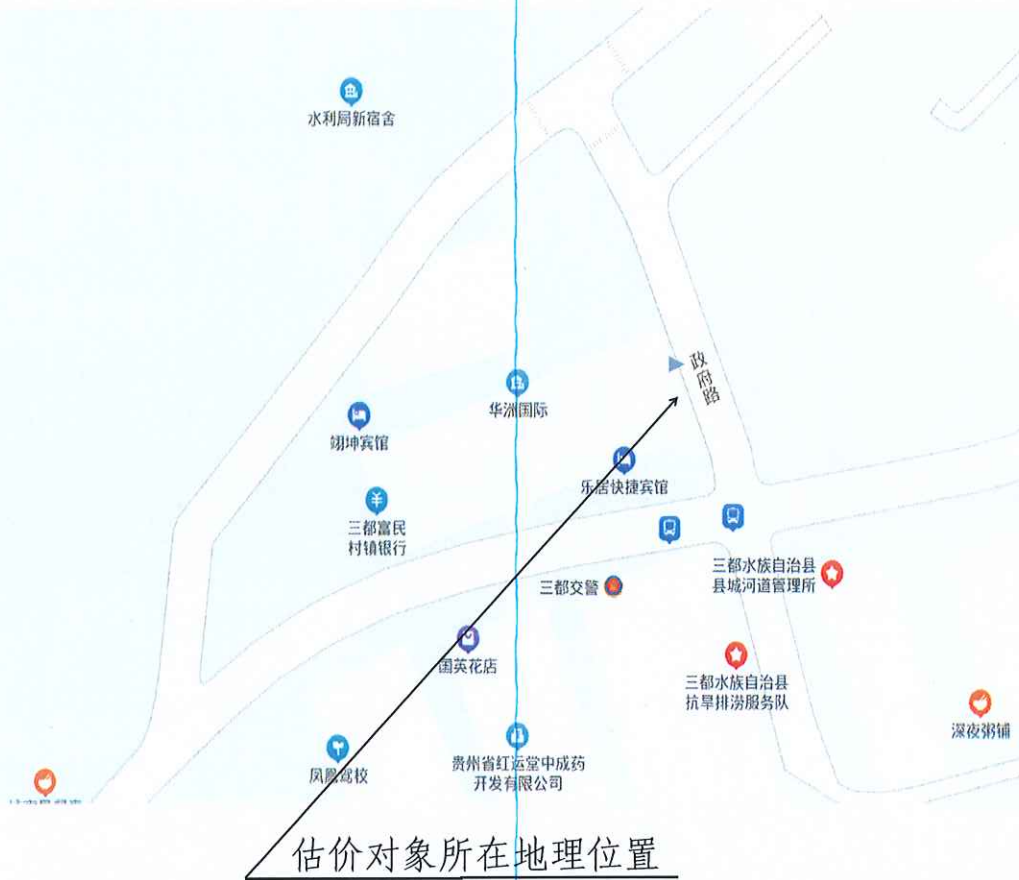 水利局新宿舍
政府路
华洲国际
翊坤宾馆
乐居快捷宾馆
三都富民
村镇银行
三都水族自治县
县城河道管理所
三都交警
国英花店
三都水族自治县
抗旱排涝服务队
深夜粥铺
凤凰驾校
贵州省红运堂中成药
开发有限公司
估价对象所在地理位置